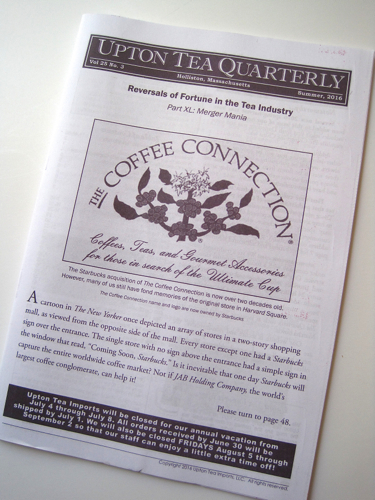 UPTON TEA QUARTERLY
Vol 25 No. 3
Holliston, Massachusetts
Summer, 2016
Reversals of Fortune in the Tea Industry
Part XL: Merger Mania
THE COFFEE CONNECTION®
Coffees, Teas, and Gourmet Accessories
for those in search of the Ultimate Cup
The Starbucks acquisition of The Coffee Connection is now over two decades old.
However, many of us still have fond memories of the original store in Harvard Square.
The Coffee Connection name and logo are now owned by Starbucks
A cartoon in The New Yorker once depicted an array of stores in a two-story shopping
mall, as viewed from the opposite side of the mall. Every store except one had a Starbucks
sign over the entrance. The single store with no sign above the entrance had a simple sign in
the window that read, "Coming Soon, Starbucks." Is it inevitable that one day Starbucks will
capture the entire worldwide coffee market? Not if JAB Holding Company, the world's
largest coffee conglomerate, can help it!
Please turn to page 48.
Upton Tea Imports will be closed for our annual vacation from
July 4 through July 8. All orders received by June 30 will be
shipped by July 1. We will also be closed FRIDAYS August 5 through
September 2 so that our staff can enjoy a little extra time off!
Copyright© 2016 Upton Tea Imports, LLC. All rights reserved.